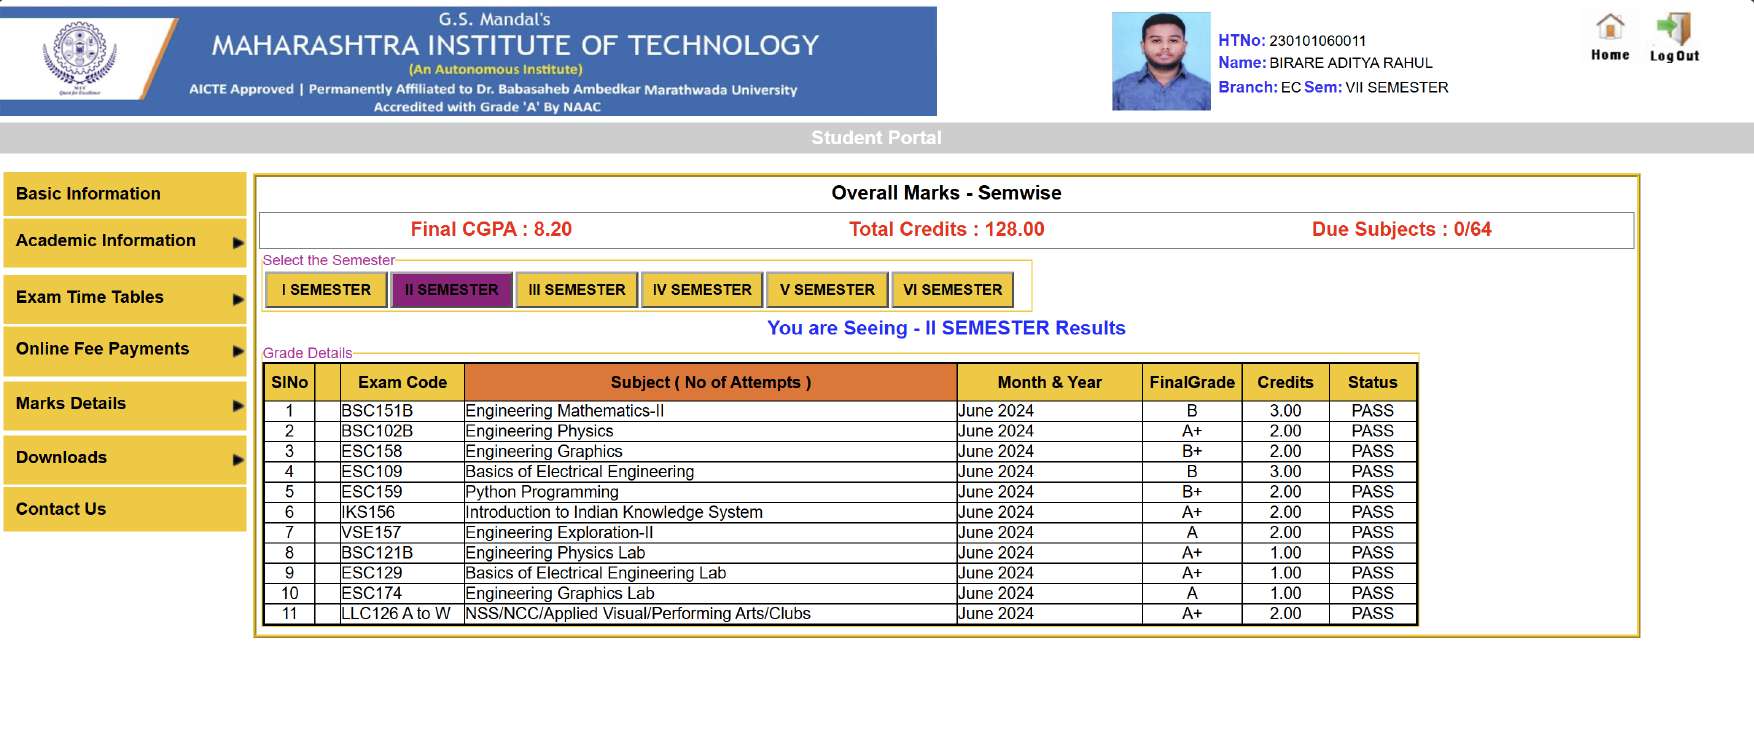 G.S. Mandal's
MAHARASHTRA INSTITUTE OF TECHNOLOGY
(An Autonomous Institute)
AICTE Approved | Permanently Affiliated to Dr. Babasaheb Ambedkar Marathwada University
Accredited with Grade 'A' By NAAC
HTNo: 230101060011
Name: BIRARE ADITYA RAHUL
Branch: EC Sem: VII SEMESTER
Home
LogOut
Student Portal
Basic Information
Academic Information
Exam Time Tables
Online Fee Payments
Marks Details
Downloads
Contact Us
Overall Marks - Semwise
Final CGPA : 8.20 Total Credits : 128.00 Due Subjects : 0/64
Select the Semester
I SEMESTER II SEMESTER III SEMESTER IV SEMESTER V SEMESTER VI SEMESTER
You are Seeing - II SEMESTER Results
Grade Details
SlNo Exam Code Subject ( No of Attempts ) Month & Year FinalGrade Credits Status
1 BSC151B Engineering Mathematics-II June 2024 B 3.00 PASS
2 BSC102B Engineering Physics June 2024 A+ 2.00 PASS
3 ESC158 Engineering Graphics June 2024 B+ 2.00 PASS
4 ESC109 Basics of Electrical Engineering June 2024 B 3.00 PASS
5 ESC159 Python Programming June 2024 B+ 2.00 PASS
6 IKS156 Introduction to Indian Knowledge System June 2024 A+ 2.00 PASS
7 VSE157 Engineering Exploration-II June 2024 A 2.00 PASS
8 BSC121B Engineering Physics Lab June 2024 A+ 1.00 PASS
9 ESC129 Basics of Electrical Engineering Lab June 2024 A+ 1.00 PASS
10 ESC174 Engineering Graphics Lab June 2024 A 1.00 PASS
11 LLC126 A to W NSS/NCC/Applied Visual/Performing Arts/Clubs June 2024 A+ 2.00 PASS